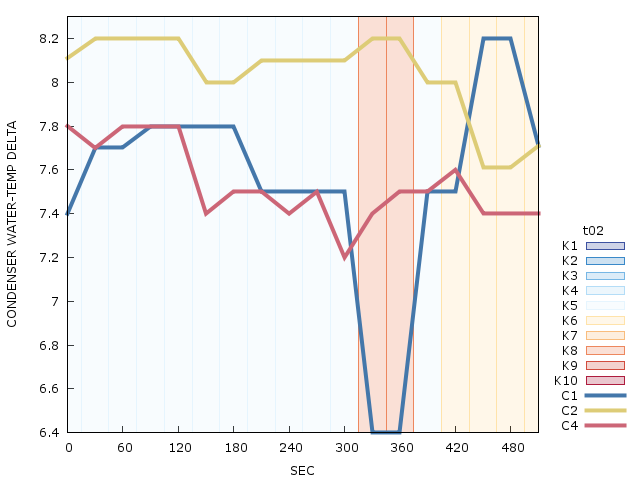 8.2
8
7.8
7.6
7.4
7.2
7
6.8
6.6
6.4
CONDENSER WATER-TEMP DELTA
0 60 120 180 240 300 360 420 480
SEC
t02
K1
K2
K3
K4
K5
K6
K7
K8
K9
K10
C1
C2
C4